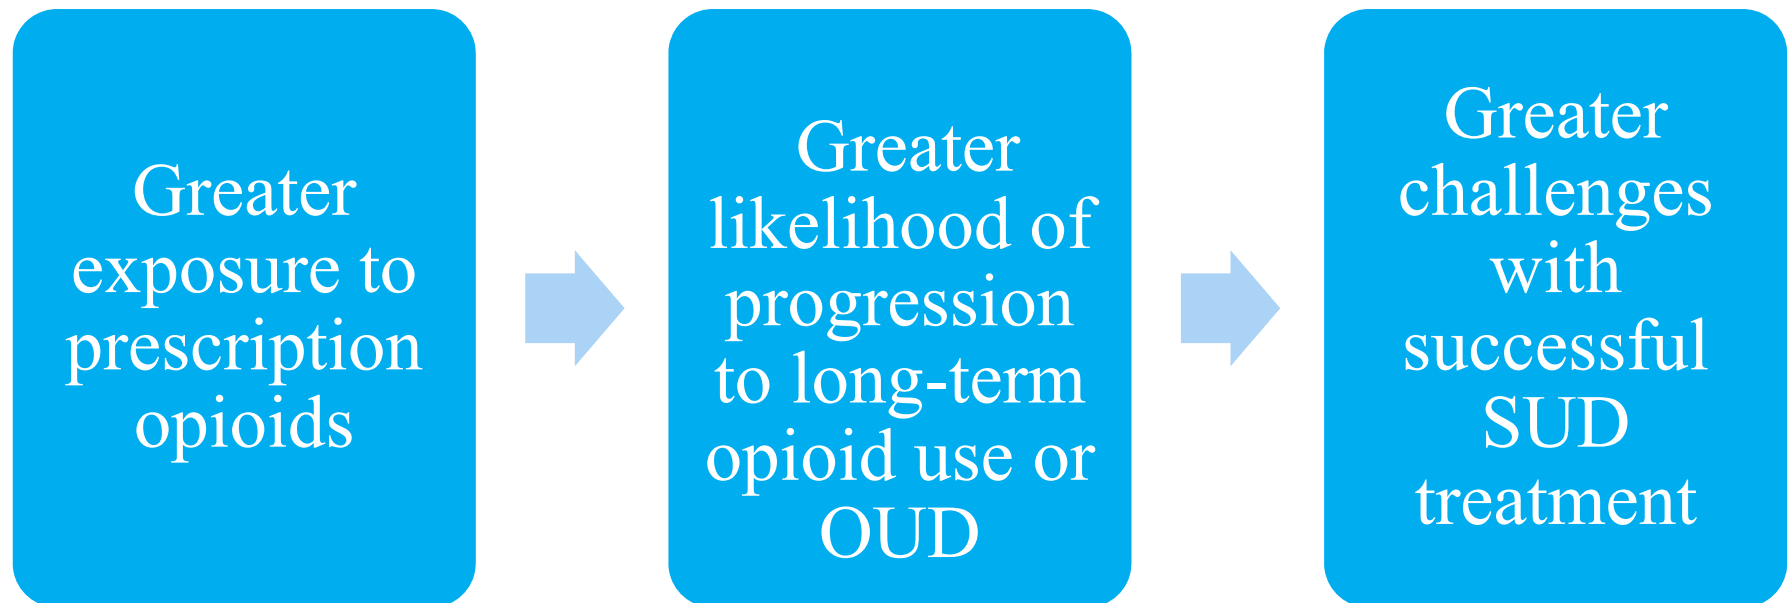 Greater
exposure to
prescription
opioids
Greater
likelihood of
progression
to long-term
opioid use or
OUD
Greater
challenges
with
successful
SUD
treatment